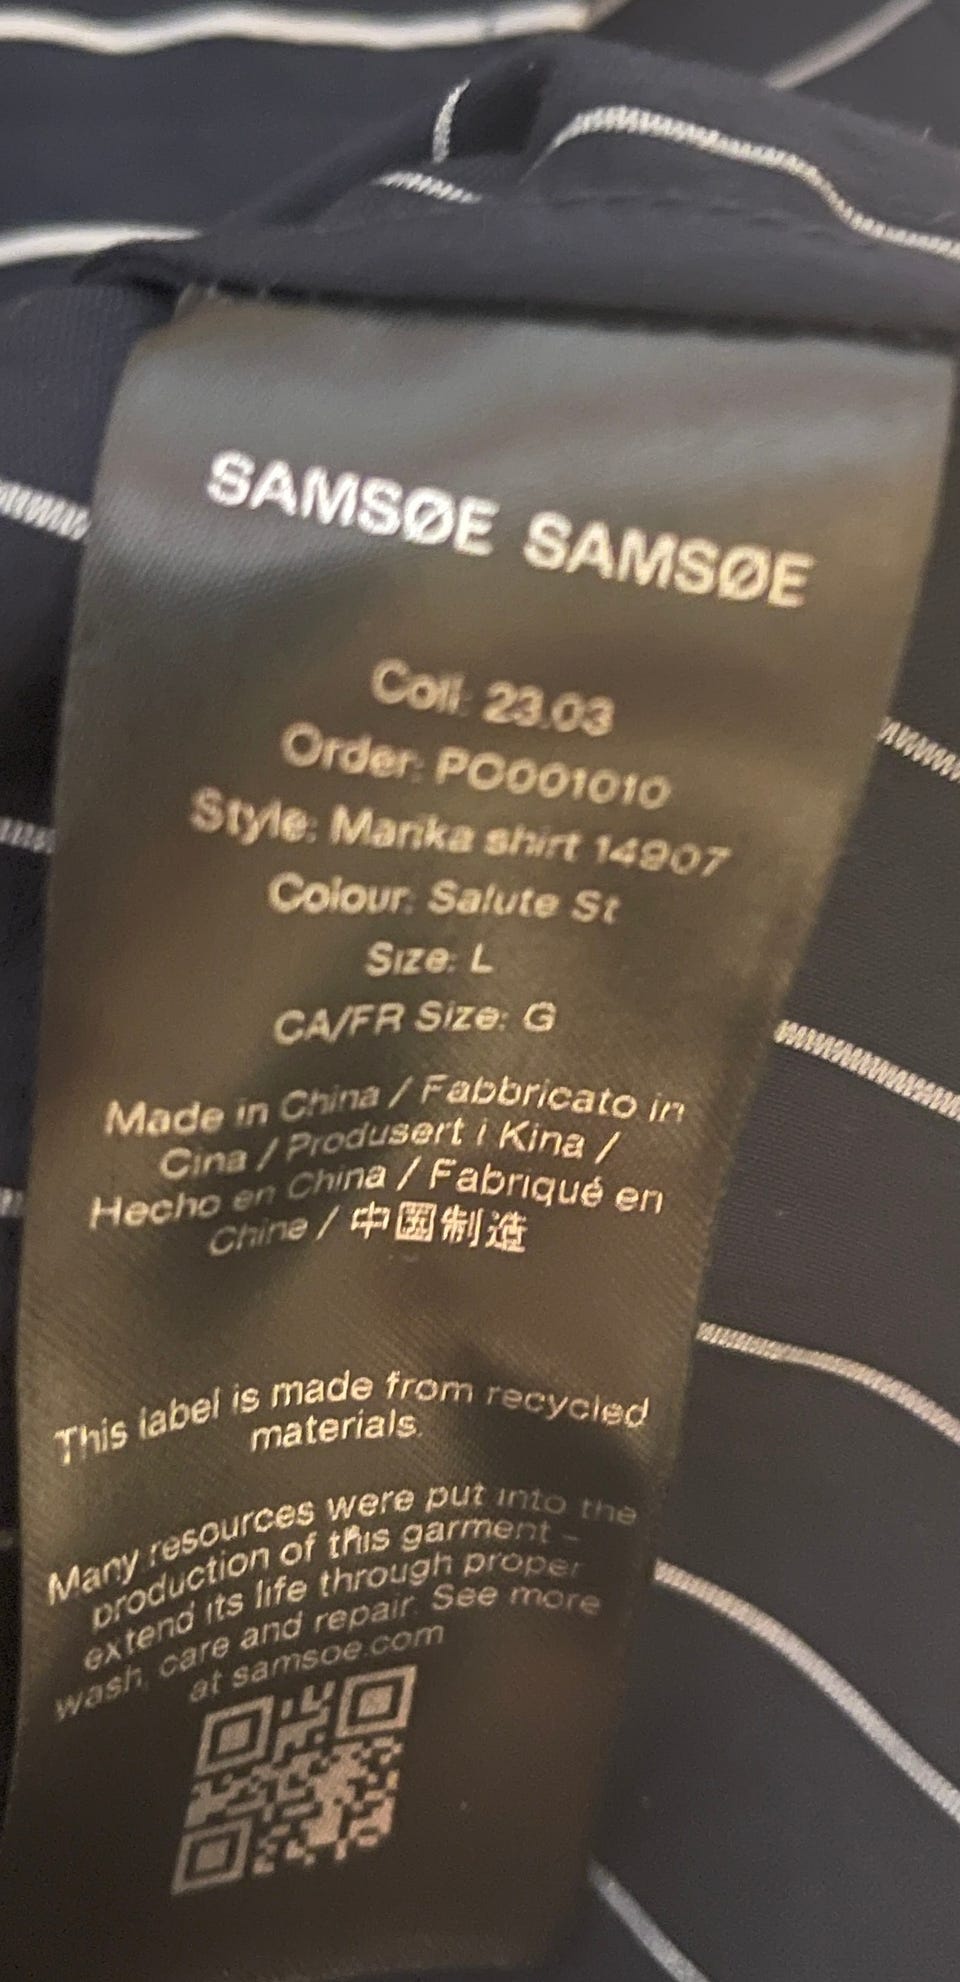 SAMSØE SAMSØE
Coll: 23.03
Order: PO001010
Style: Marika shirt 14907
Colour: Salute St
Size: L
CA/FR Size: G
Made in China / Fabbricato in
Cina / Produsert i Kina /
Hecho en China / Fabriqué en
Chine / 中国制造
This label is made from recycled
materials.
Many resources were put into the
production of this garment –
extend its life through proper
wash, care and repair. See more
at samsoe.com